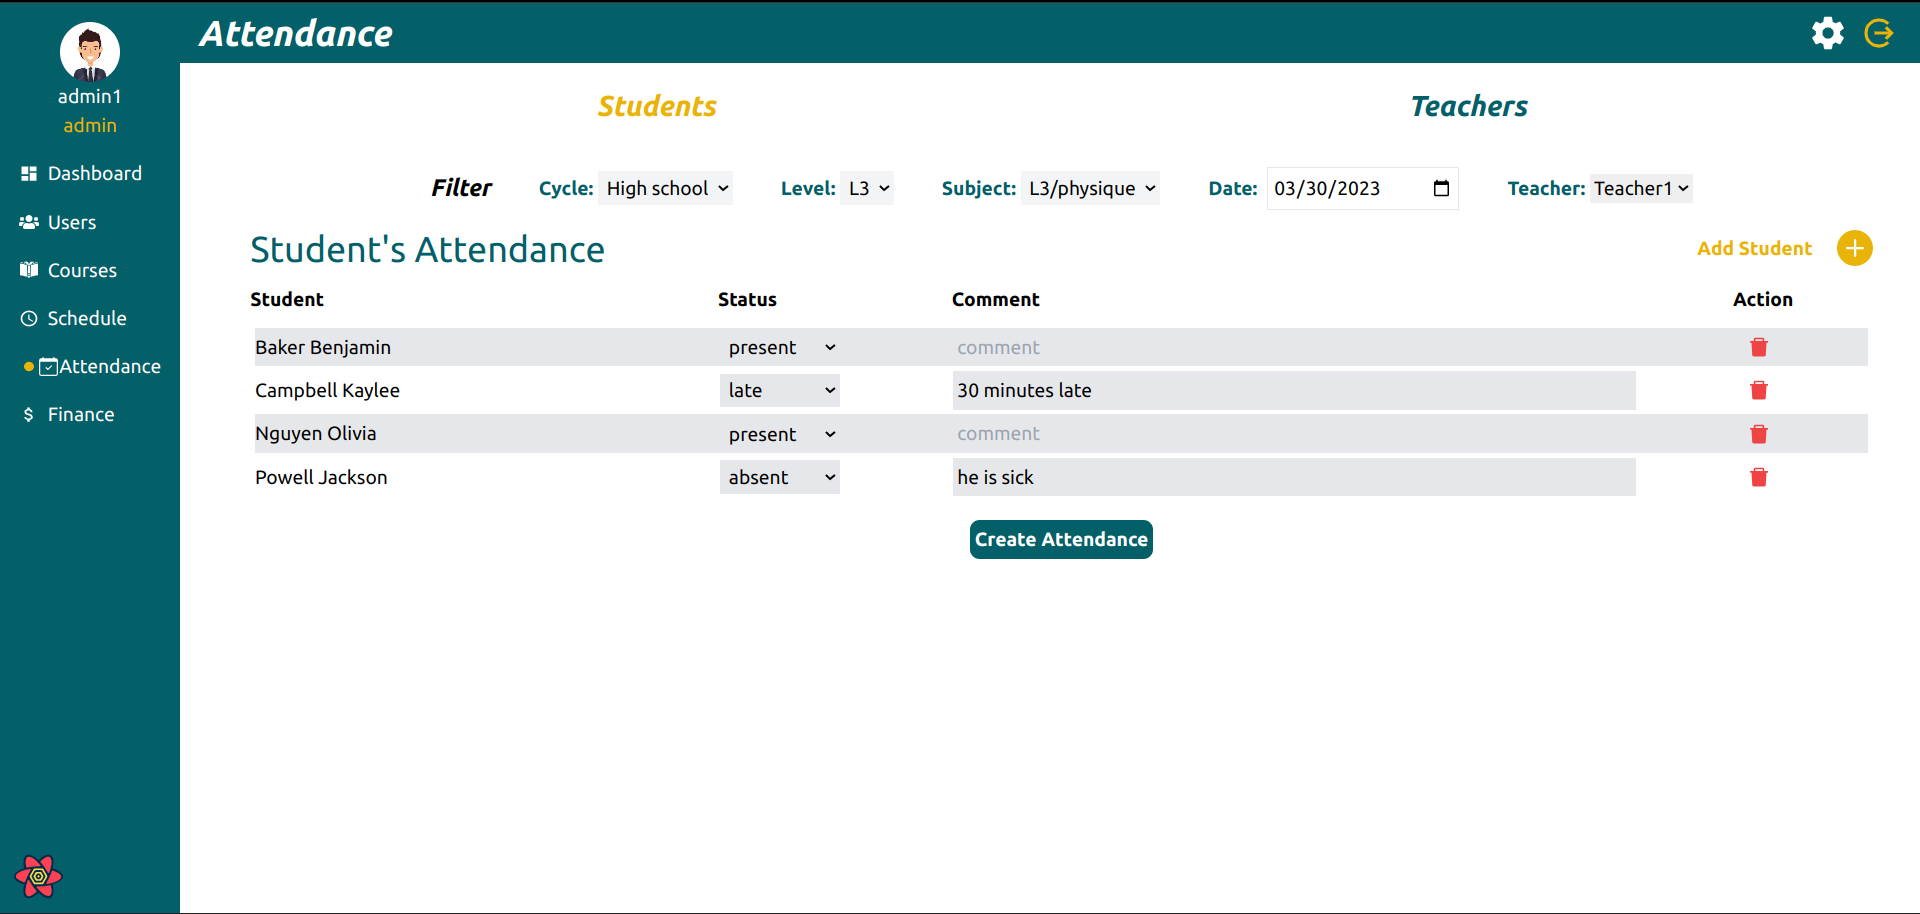 Attendance
admin1
admin
Dashboard
Users
Courses
Schedule
Attendance
Finance
Students Teachers
Filter Cycle: High school Level: L3 Subject: L3/physique Date: 03/30/2023 Teacher: Teacher1
Student's Attendance Add Student
Student Status Comment Action
Baker Benjamin present comment
Campbell Kaylee late 30 minutes late
Nguyen Olivia present comment
Powell Jackson absent he is sick
Create Attendance